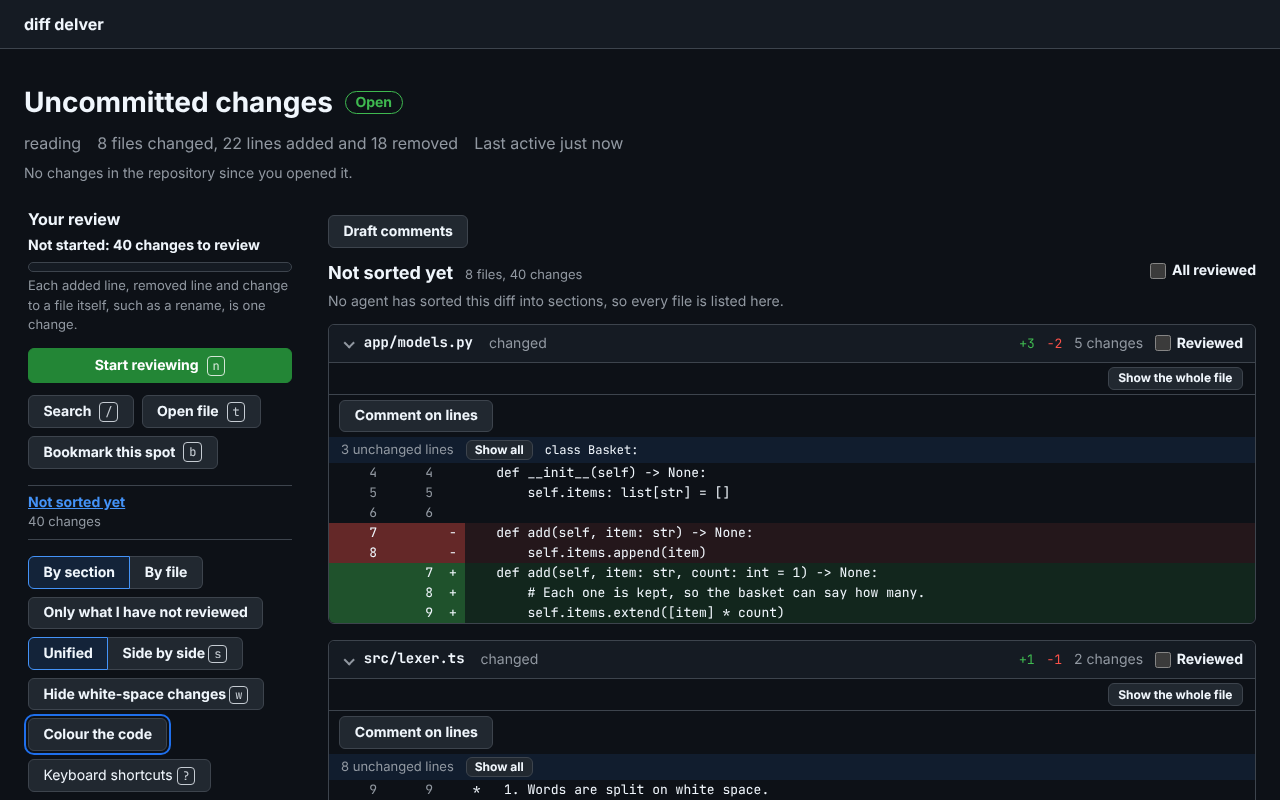 diff delver
Uncommitted changes Open
reading 8 files changed, 22 lines added and 18 removed Last active just now
No changes in the repository since you opened it.
Your review
Not started: 40 changes to review
Each added line, removed line and change
to a file itself, such as a rename, is one
change.
Start reviewing n
Search / Open file t
Bookmark this spot b
Not sorted yet
40 changes
By section By file
Only what I have not reviewed
Unified Side by side s
Hide white-space changes w
Colour the code
Keyboard shortcuts ?
Draft comments
Not sorted yet 8 files, 40 changes All reviewed
No agent has sorted this diff into sections, so every file is listed here.
app/models.py changed +3 -2 5 changes Reviewed
Show the whole file
Comment on lines
3 unchanged lines Show all class Basket:
4 4 def __init__(self) -> None:
5 5 self.items: list[str] = []
6 6
7 - def add(self, item: str) -> None:
8 - self.items.append(item)
7 + def add(self, item: str, count: int = 1) -> None:
8 + # Each one is kept, so the basket can say how many.
9 + self.items.extend([item] * count)
src/lexer.ts changed +1 -1 2 changes Reviewed
Show the whole file
Comment on lines
8 unchanged lines Show all
9 9 * 1. Words are split on white space.